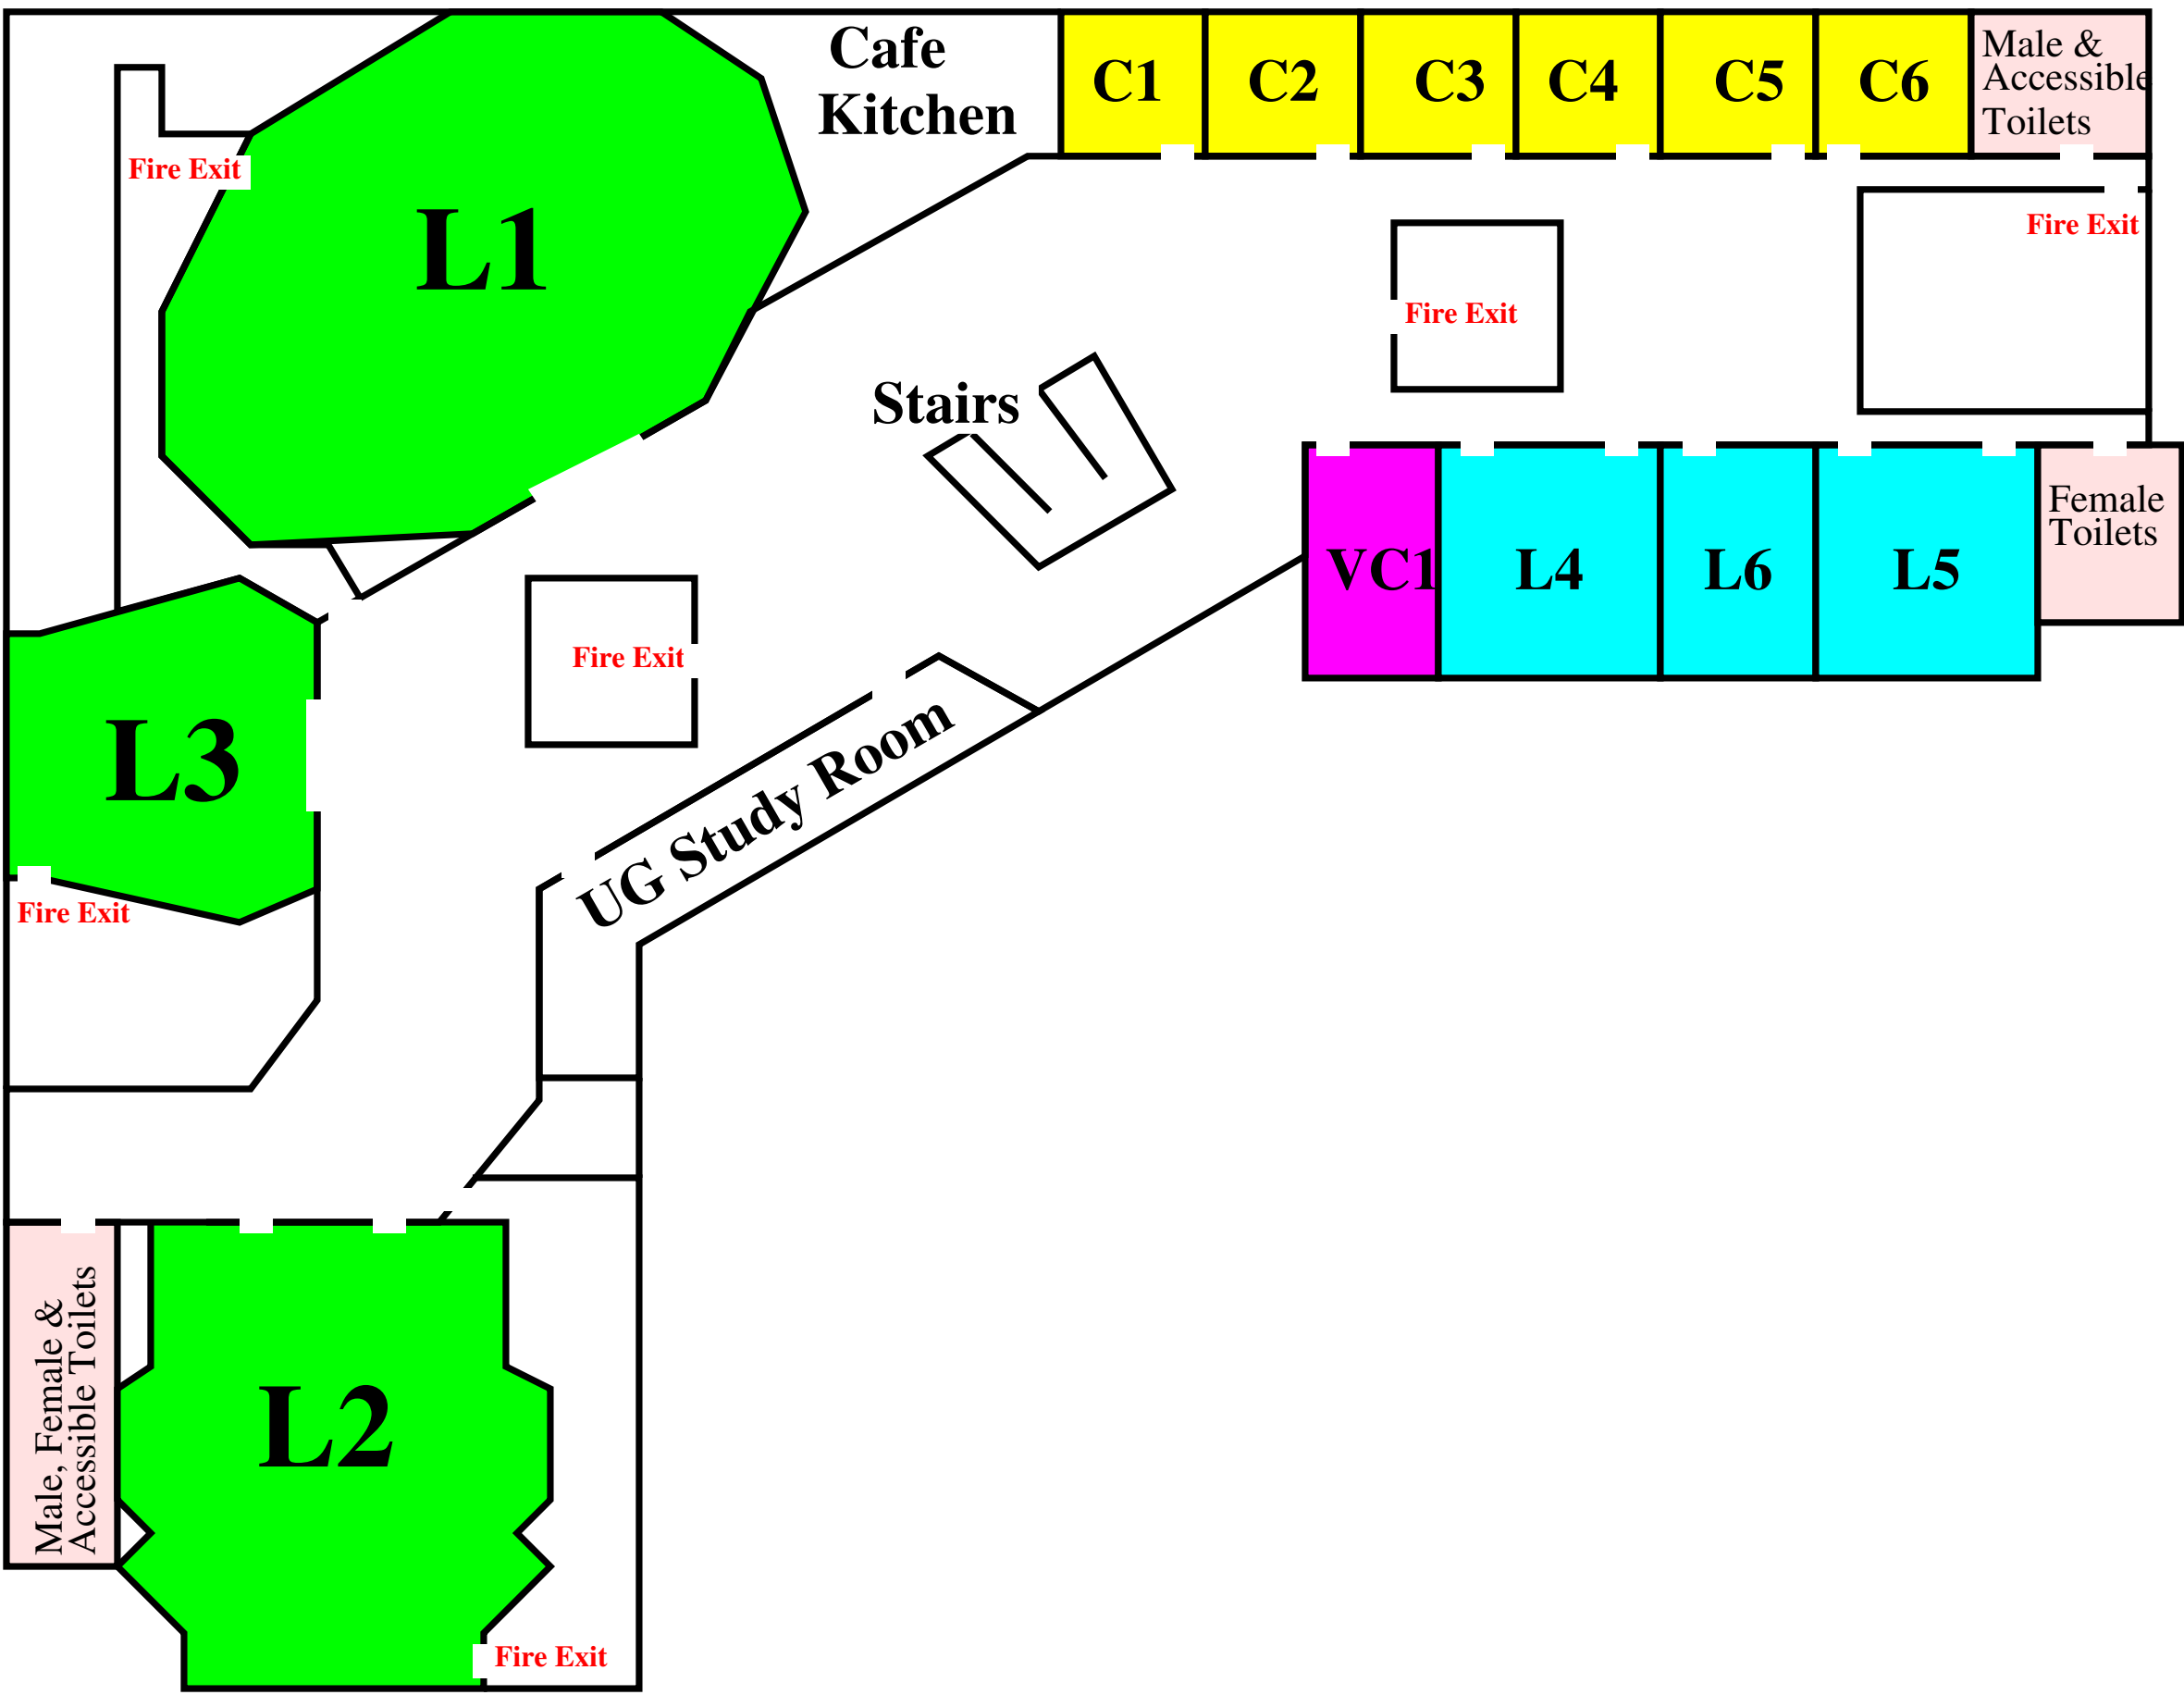 Cafe
Kitchen
C1
C2
C3
C4
C5
C6
Male &
Accessible
Toilets
Fire Exit
L1
Fire Exit
Fire Exit
Stairs
Female
Toilets
VC1
L4
L6
L5
Fire Exit
L3
UG Study Room
Fire Exit
Male, Female &
Accessible Toilets
L2
Fire Exit